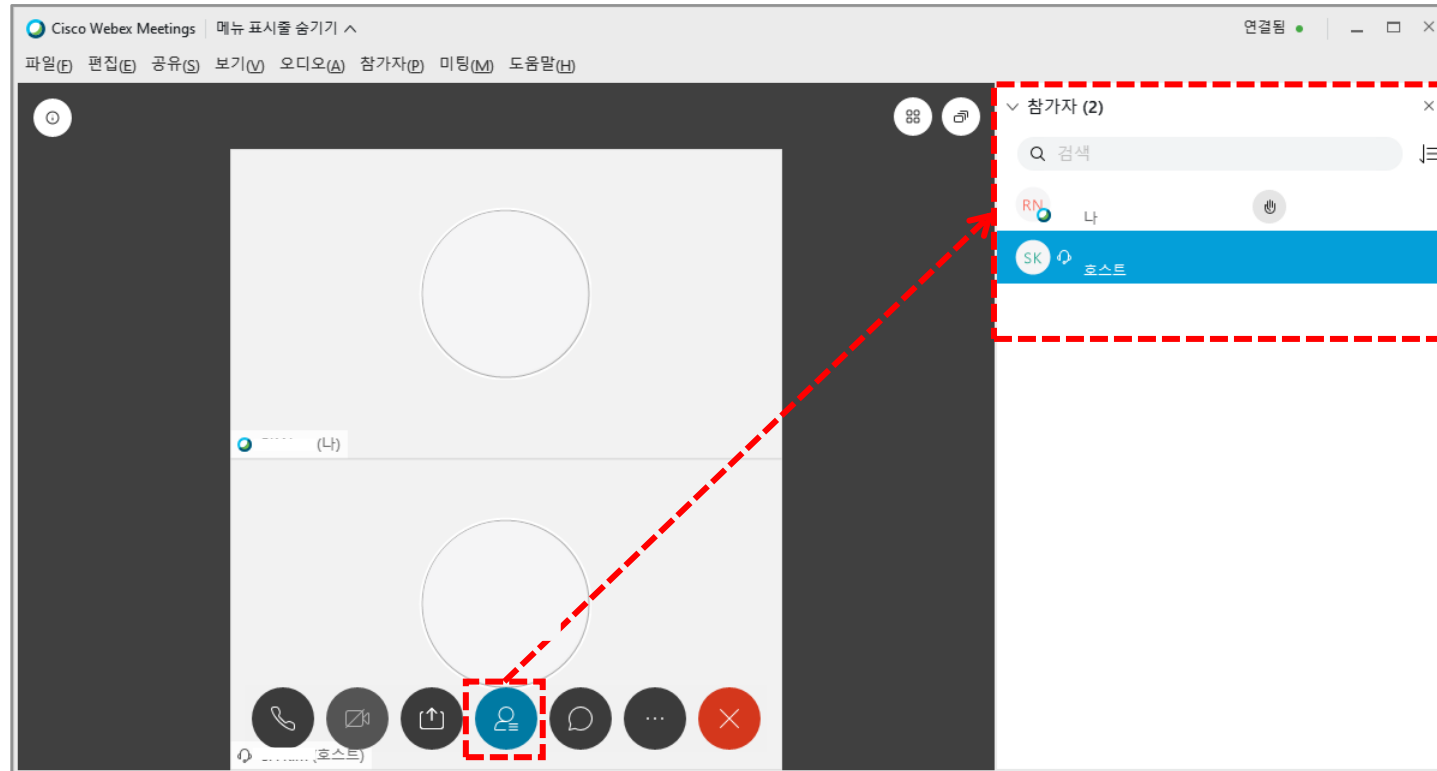 Cisco Webex Meetings 메뉴 표시줄 숨기기 연결됨
파일(F) 편집(E) 공유(S) 보기(V) 오디오(A) 참가자(P) 미팅(M) 도움말(H)
참가자 (2)
검색
RN 나
SK 호스트
(나)
(호스트)